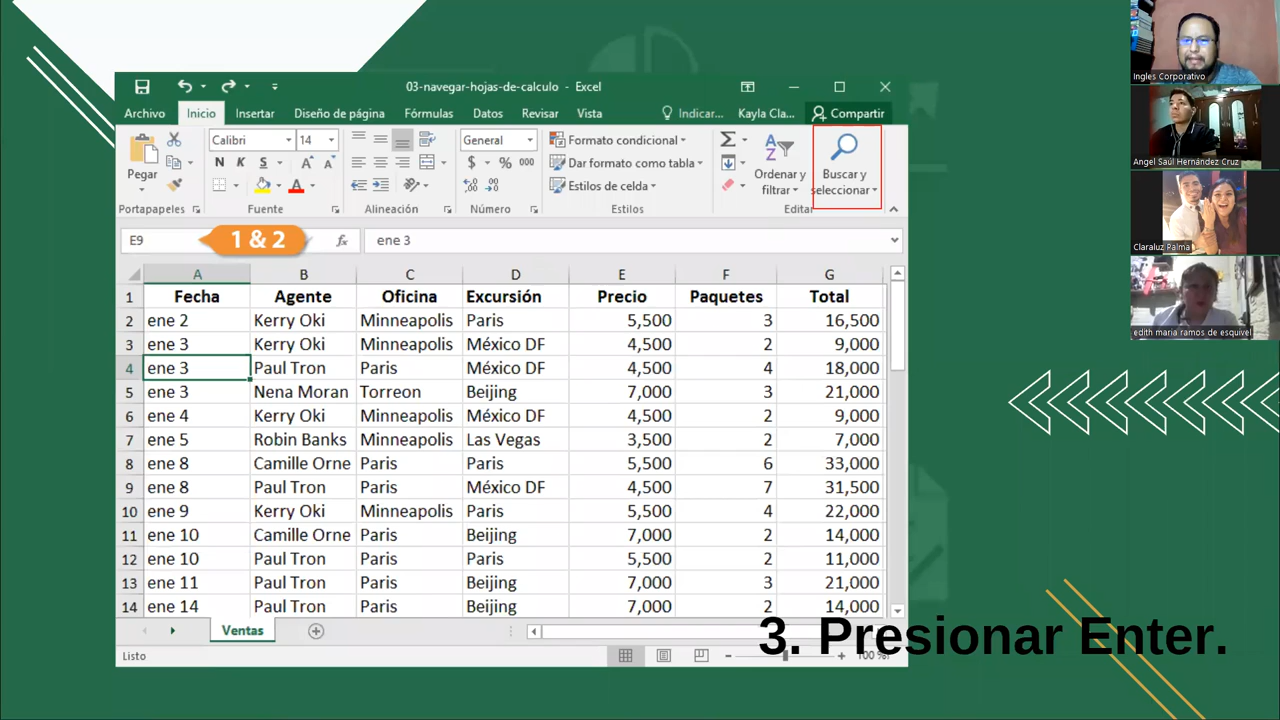 03-navegar-hojas-de-calculo - Excel
Archivo Inicio Insertar Diseño de página Fórmulas Datos Revisar Vista Indicar... Kayla Cla... Compartir
Calibri 14 General Formato condicional
Pegar N K S $ % 000 Dar formato como tabla Ordenar y filtrar Buscar y seleccionar
A Estilos de celda
Portapapeles Fuente Alineación Número Estilos Editar
E9 1 & 2 fx ene 3
A B C D E F G
1 Fecha Agente Oficina Excursión Precio Paquetes Total
2 ene 2 Kerry Oki Minneapolis Paris 5,500 3 16,500
3 ene 3 Kerry Oki Minneapolis México DF 4,500 2 9,000
4 ene 3 Paul Tron Paris México DF 4,500 4 18,000
5 ene 3 Nena Moran Torreon Beijing 7,000 3 21,000
6 ene 4 Kerry Oki Minneapolis México DF 4,500 2 9,000
7 ene 5 Robin Banks Minneapolis Las Vegas 3,500 2 7,000
8 ene 8 Camille Orne Paris Paris 5,500 6 33,000
9 ene 8 Paul Tron Paris México DF 4,500 7 31,500
10 ene 9 Kerry Oki Minneapolis Paris 5,500 4 22,000
11 ene 10 Camille Orne Paris Beijing 7,000 2 14,000
12 ene 10 Paul Tron Paris Paris 5,500 2 11,000
13 ene 11 Paul Tron Paris Beijing 7,000 3 21,000
14 ene 14 Paul Tron Paris Beijing 7,000 2 14,000
Ventas
Listo 100 %
3. Presionar Enter.
Ingles Corporativo
Angel Saúl Hernández Cruz
Claraluz Palma
edith maria ramos de esquivel